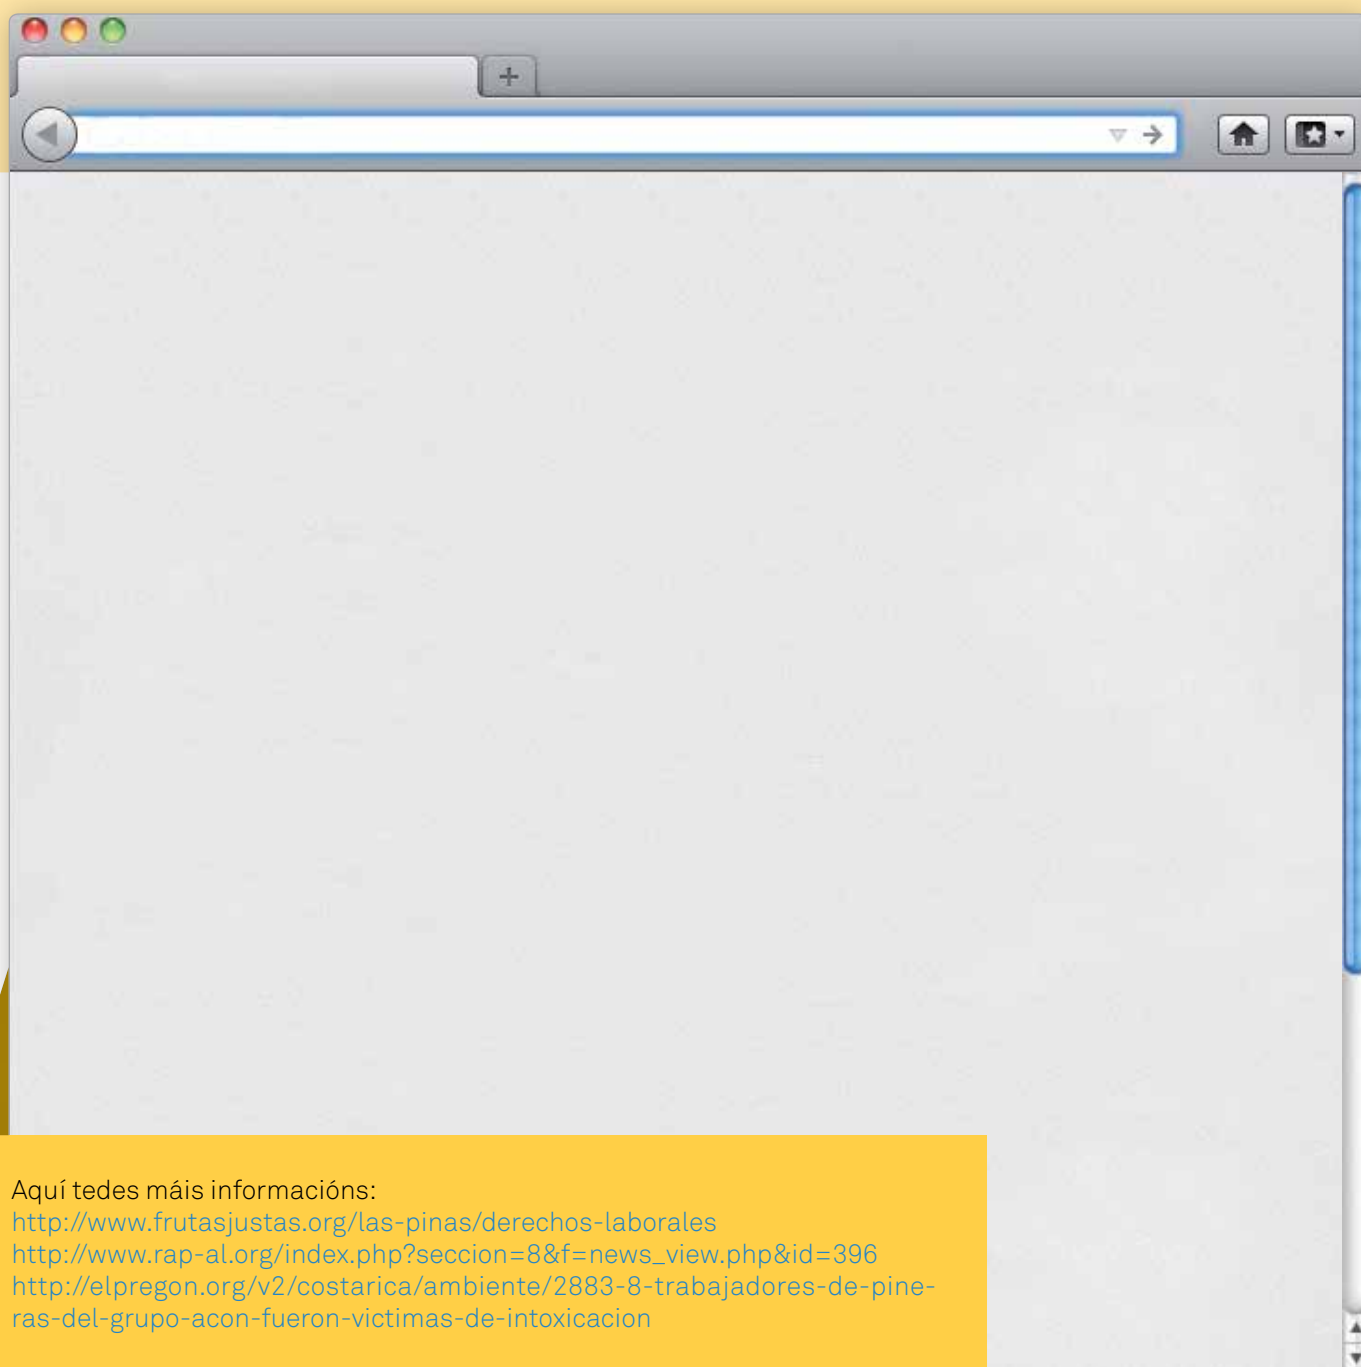 Aquí tedes máis informacións:
http://www.frutasjustas.org/las-pinas/derechos-laborales
http://www.rap-al.org/index.php?seccion=8&f=news_view.php&id=396
http://elpregon.org/v2/costarica/ambiente/2883-8-trabajadores-de-pine-
ras-del-grupo-acon-fueron-victimas-de-intoxicacion